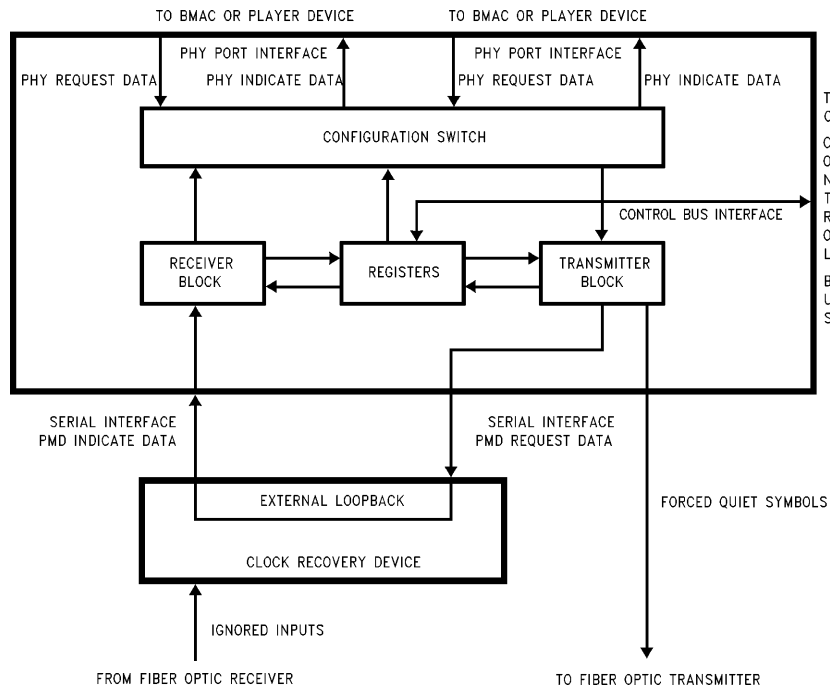 TO BMAC OR PLAYER DEVICE
TO BMAC OR PLAYER DEVICE
PHY PORT INTERFACE
PHY PORT INTERFACE
PHY REQUEST DATA
PHY INDICATE DATA
PHY REQUEST DATA
PHY INDICATE DATA
CONFIGURATION SWITCH
CONTROL BUS INTERFACE
RECEIVER
BLOCK
REGISTERS
TRANSMITTER
BLOCK
SERIAL INTERFACE
PMD INDICATE DATA
SERIAL INTERFACE
PMD REQUEST DATA
EXTERNAL LOOPBACK
FORCED QUIET SYMBOLS
CLOCK RECOVERY DEVICE
IGNORED INPUTS
FROM FIBER OPTIC RECEIVER
TO FIBER OPTIC TRANSMITTER